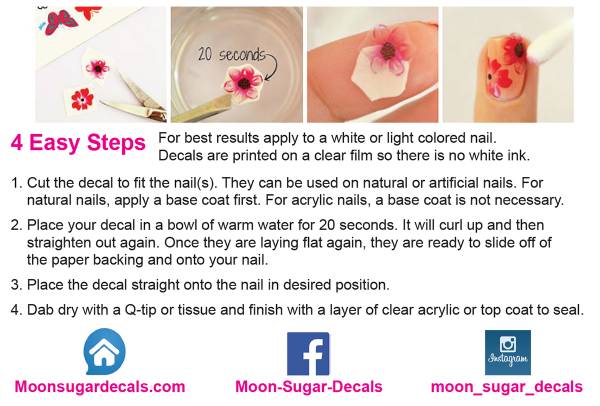 20 seconds
4 Easy Steps
For best results apply to a white or light colored nail.
Decals are printed on a clear film so there is no white ink.
1. Cut the decal to fit the nail(s). They can be used on natural or artificial nails. For
natural nails, apply a base coat first. For acrylic nails, a base coat is not necessary.
2. Place your decal in a bowl of warm water for 20 seconds. It will curl up and then
straighten out again. Once they are laying flat again, they are ready to slide off of
the paper backing and onto your nail.
3. Place the decal straight onto the nail in desired position.
4. Dab dry with a Q-tip or tissue and finish with a layer of clear acrylic or top coat to seal.
Instagram
Moonsugardecals.com
Moon-Sugar-Decals
moon_sugar_decals